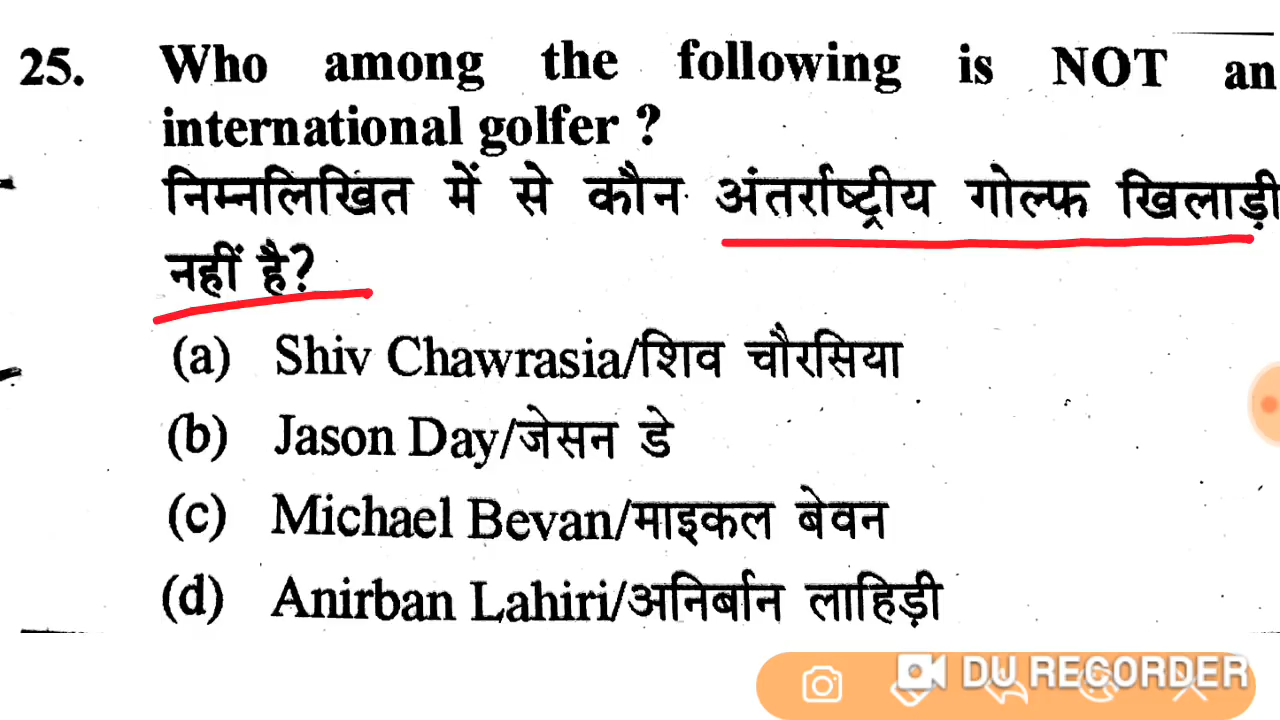 25. Who among the following is NOT an
international golfer ?
निम्नलिखित में से कौन अंतर्राष्ट्रीय गोल्फ खिलाड़ी
नहीं है?
(a) Shiv Chawrasia/शिव चौरसिया
(b) Jason Day/जेसन डे
(c) Michael Bevan/माइकल बेवन
(d) Anirban Lahiri/अनिर्बान लाहिड़ी
DU RECORDER